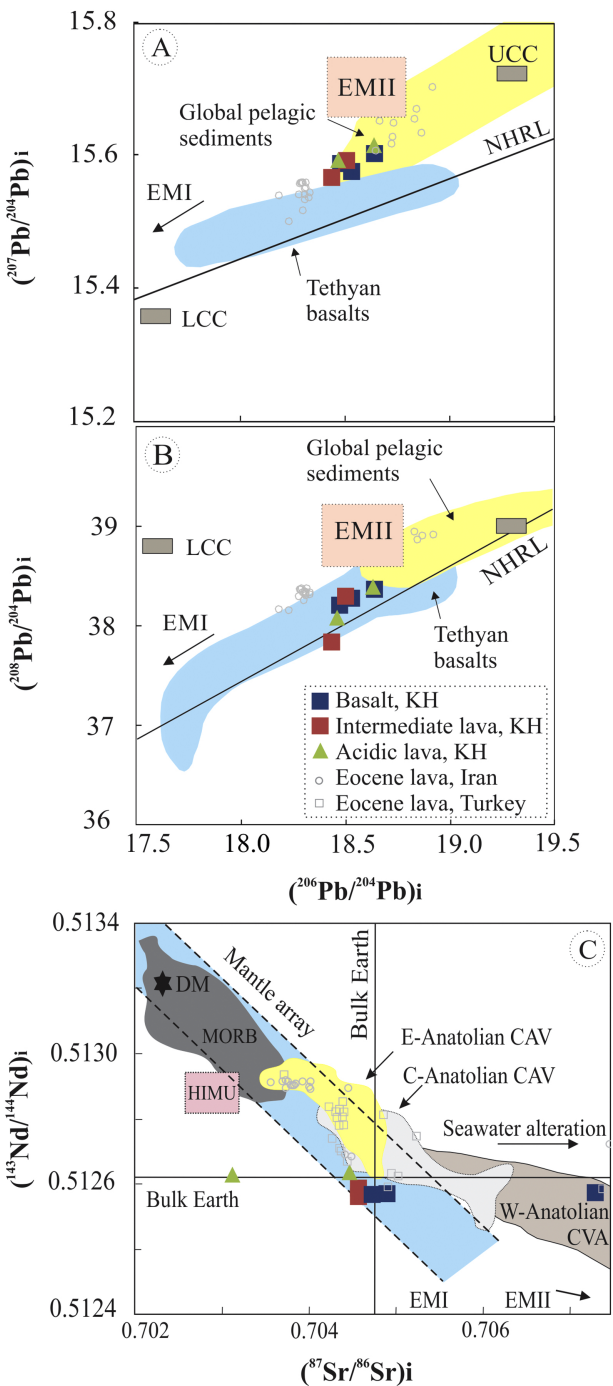 15.8
A
UCC
EMII
Global pelagic
sediments
15.6
NHRL
EMI
(207Pb/204Pb)i
15.4
Tethyan
basalts
LCC
15.2
B
Global pelagic
sediments
39
LCC
EMII
NHRL
EMI
(208Pb/204Pb)i
38
Tethyan
basalts
37
Basalt, KH
Intermediate lava, KH
Acidic lava, KH
Eocene lava, Iran
Eocene lava, Turkey
36
17.5
18.0
18.5
19.0
19.5
(206Pb/204Pb)i
0.5134
C
Mantle array
Bulk Earth
DM
MORB
E-Anatolian CAV
0.5130
C-Anatolian CAV
HIMU
(143Nd/144Nd)i
Seawater alteration
0.5126
Bulk Earth
W-Anatolian
CVA
EMI
EMII
0.5124
0.702
0.704
0.706
(87Sr/86Sr)i